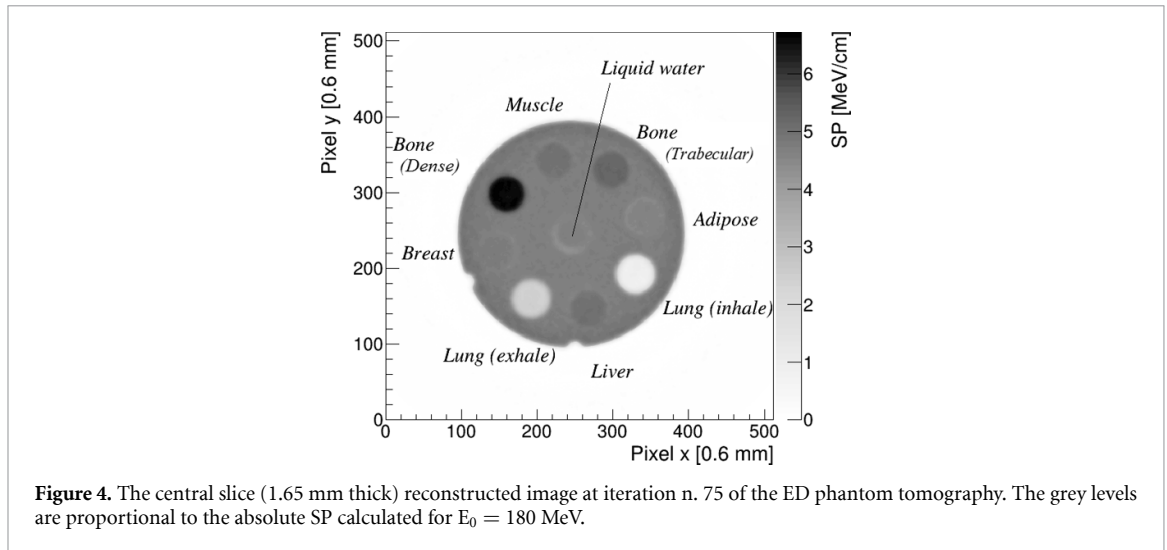 500
400
300
200
100
0
Pixel y [0.6 mm]
0 100 200 300 400 500
Pixel x [0.6 mm]
Liquid water
Muscle
Bone
(Trabecular)
Bone
(Dense)
Adipose
Breast
Lung (inhale)
Lung (exhale)
Liver
6
5
4
3
2
1
0
SP [MeV/cm]
Figure 4. The central slice (1.65 mm thick) reconstructed image at iteration n. 75 of the ED phantom tomography. The grey levels
are proportional to the absolute SP calculated for E₀ = 180 MeV.